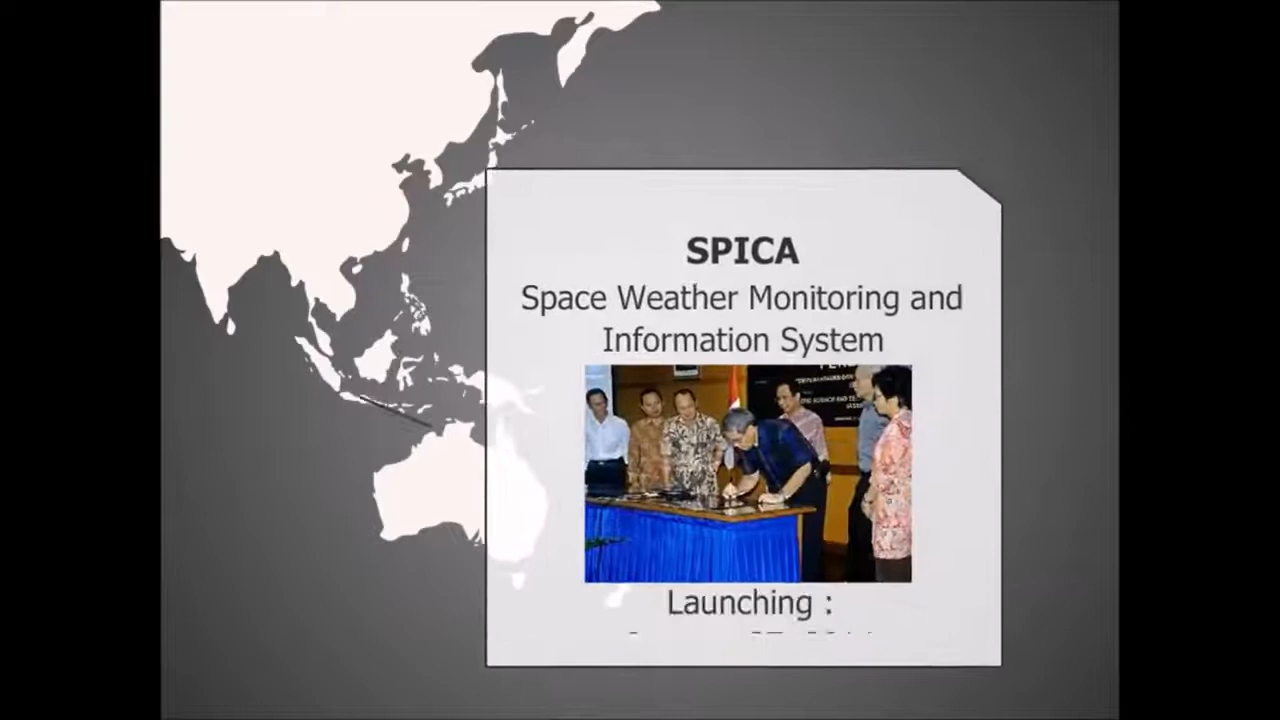 SPICA
Space Weather Monitoring and
Information System
Launching :